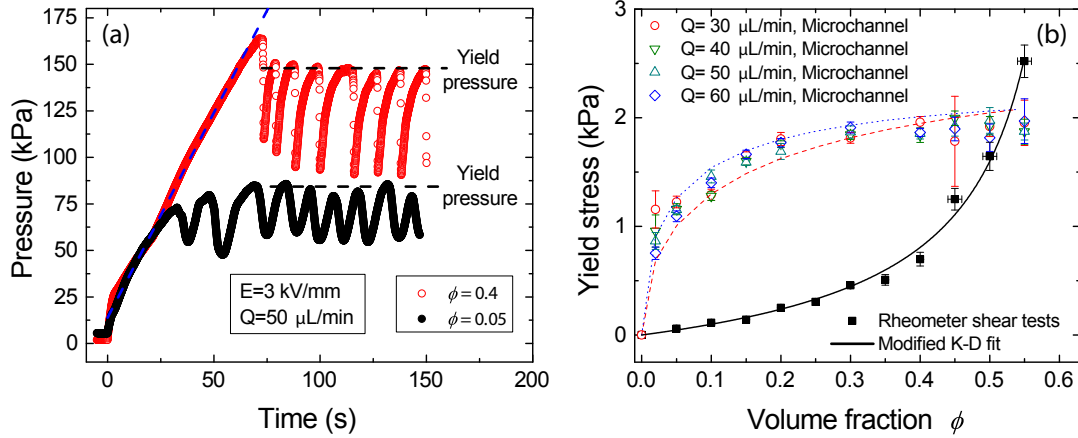 (a)
Pressure (kPa)
175
150
125
100
75
50
25
0
Yield
pressure
Yield
pressure
E=3 kV/mm
Q=50 µL/min
ϕ = 0.4
ϕ = 0.05
0 50 100 150 200
Time (s)
(b)
Yield stress (kPa)
3
2
1
0
Q= 30 µL/min, Microchannel
Q= 40 µL/min, Microchannel
Q= 50 µL/min, Microchannel
Q= 60 µL/min, Microchannel
Rheometer shear tests
Modified K-D fit
0.0 0.1 0.2 0.3 0.4 0.5 0.6
Volume fraction ϕ